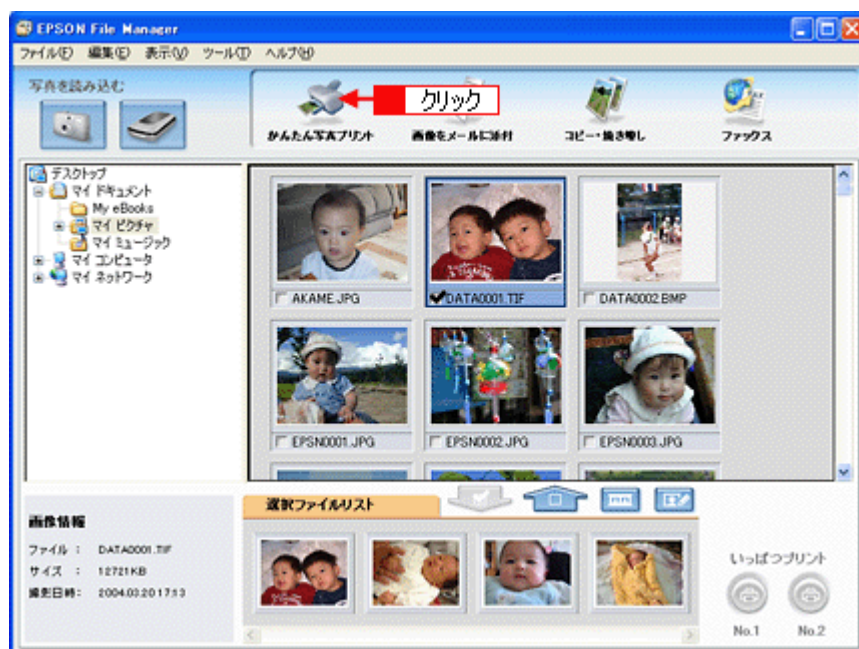 EPSON File Manager
ファイル(F) 編集(E) 表示(V) ツール(T) ヘルプ(H)
写真を読み込む
クリック
かんたん写真プリント 画像をメールに添付 コピー・焼き増し ファックス
デスクトップ
マイ ドキュメント
My eBooks
マイ ピクチャ
マイ ミュージック
マイ コンピュータ
マイ ネットワーク
AKAME.JPG DATA0001.TIF DATA0002.BMP
EPSN0001.JPG EPSN0002.JPG EPSN0003.JPG
選択ファイルリスト
画像情報
ファイル : DATA0001.TIF
サイズ : 12721KB
撮影日時: 2004.03.20 17:13
いっぱつプリント
No.1 No.2